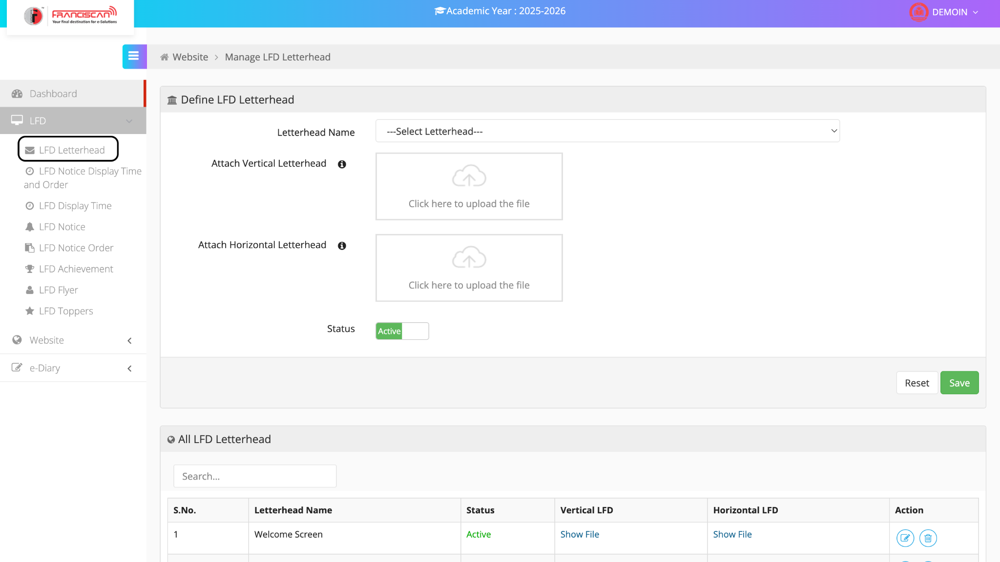 FRANCISCAN
Your final destination for e-Solutions
Academic Year : 2025-2026
DEMOIN
Website > Manage LFD Letterhead
Dashboard
LFD
LFD Letterhead
LFD Notice Display Time
and Order
LFD Display Time
LFD Notice
LFD Notice Order
LFD Achievement
LFD Flyer
LFD Toppers
Website
e-Diary
Define LFD Letterhead
Letterhead Name
---Select Letterhead---
Attach Vertical Letterhead
Click here to upload the file
Attach Horizontal Letterhead
Click here to upload the file
Status
Active
Reset
Save
All LFD Letterhead
Search...
S.No. Letterhead Name Status Vertical LFD Horizontal LFD Action
1 Welcome Screen Active Show File Show File